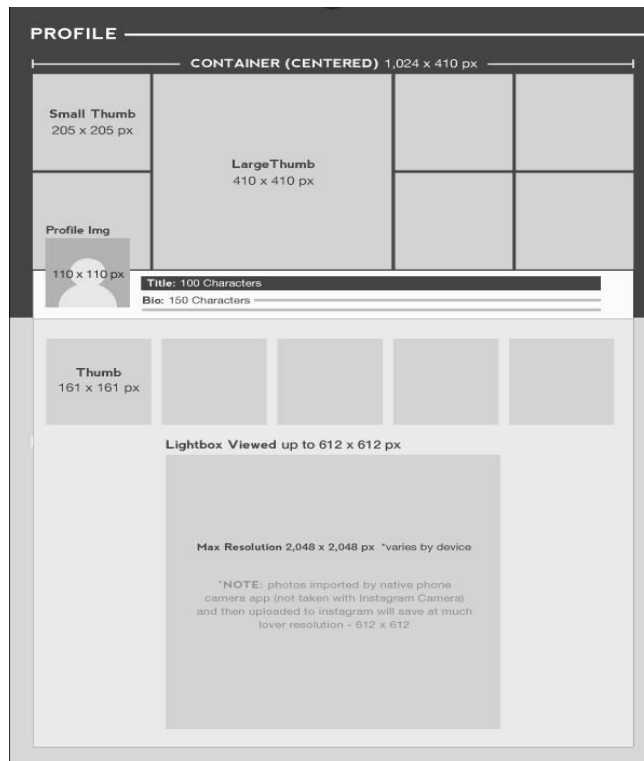 PROFILE
CONTAINER (CENTERED) 1,024 x 410 px
Small Thumb
205 x 205 px
LargeThumb
410 x 410 px
Profile Img
110 x 110 px
Title: 100 Characters
Bio: 150 Characters
Thumb
161 x 161 px
Lightbox Viewed up to 612 x 612 px
Max Resolution 2,048 x 2,048 px *varies by device
*NOTE: photos imported by native phone
camera app (not taken with Instagram Camera)
and then uploaded to instagram will save at much
lover resolution - 612 x 612